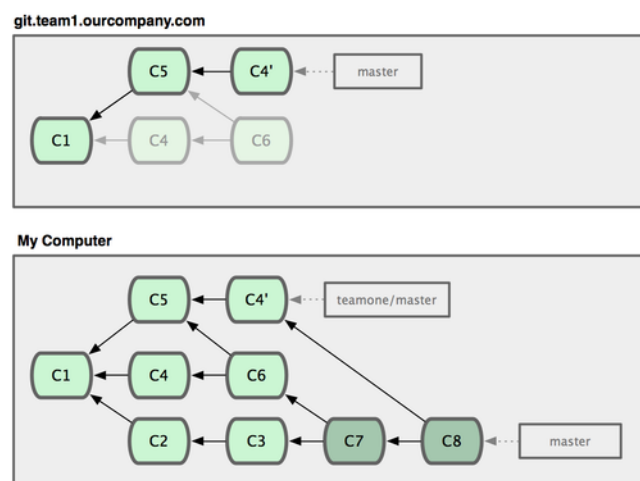 git.team1.ourcompany.com
C5 C4' master
C1 C4 C6
My Computer
C5 C4' teamone/master
C1 C4 C6
C2 C3 C7 C8 master